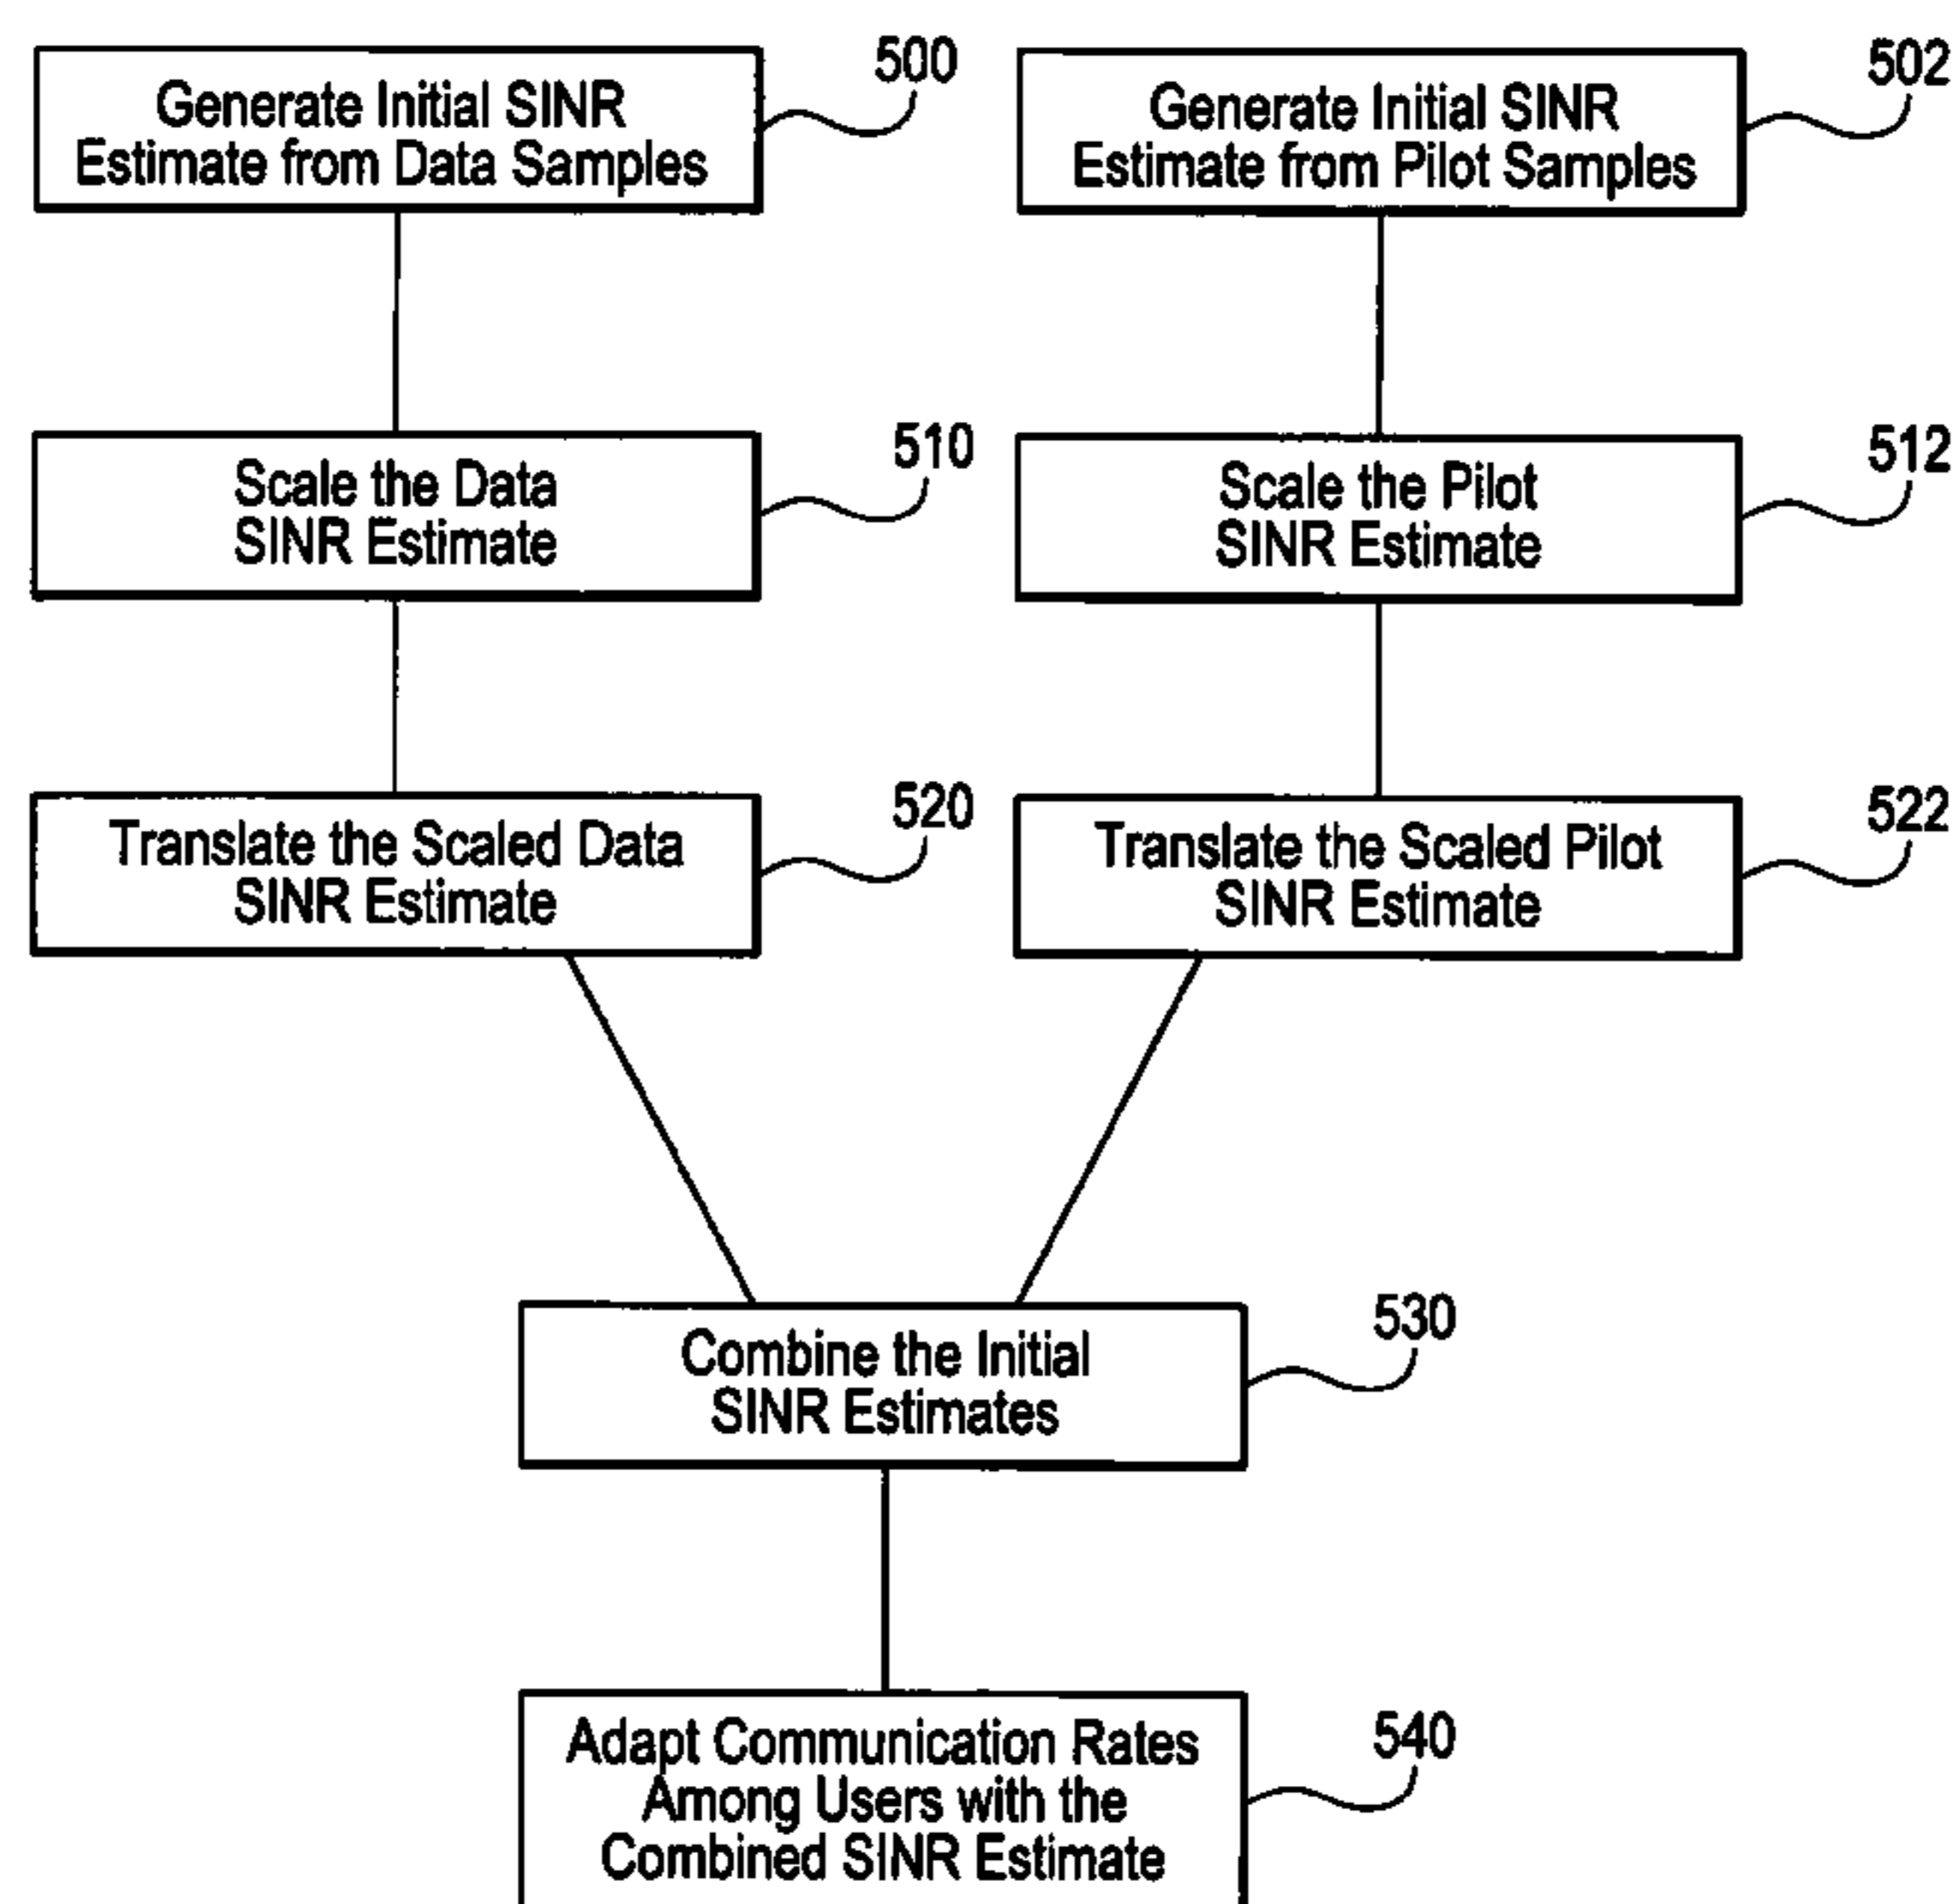 Generate Initial SINR
Estimate from Data Samples
500
Generate Initial SINR
Estimate from Pilot Samples
502
Scale the Data
SINR Estimate
510
Scale the Pilot
SINR Estimate
512
Translate the Scaled Data
SINR Estimate
520
Translate the Scaled Pilot
SINR Estimate
522
Combine the Initial
SINR Estimates
530
Adapt Communication Rates
Among Users with the
Combined SINR Estimate
540